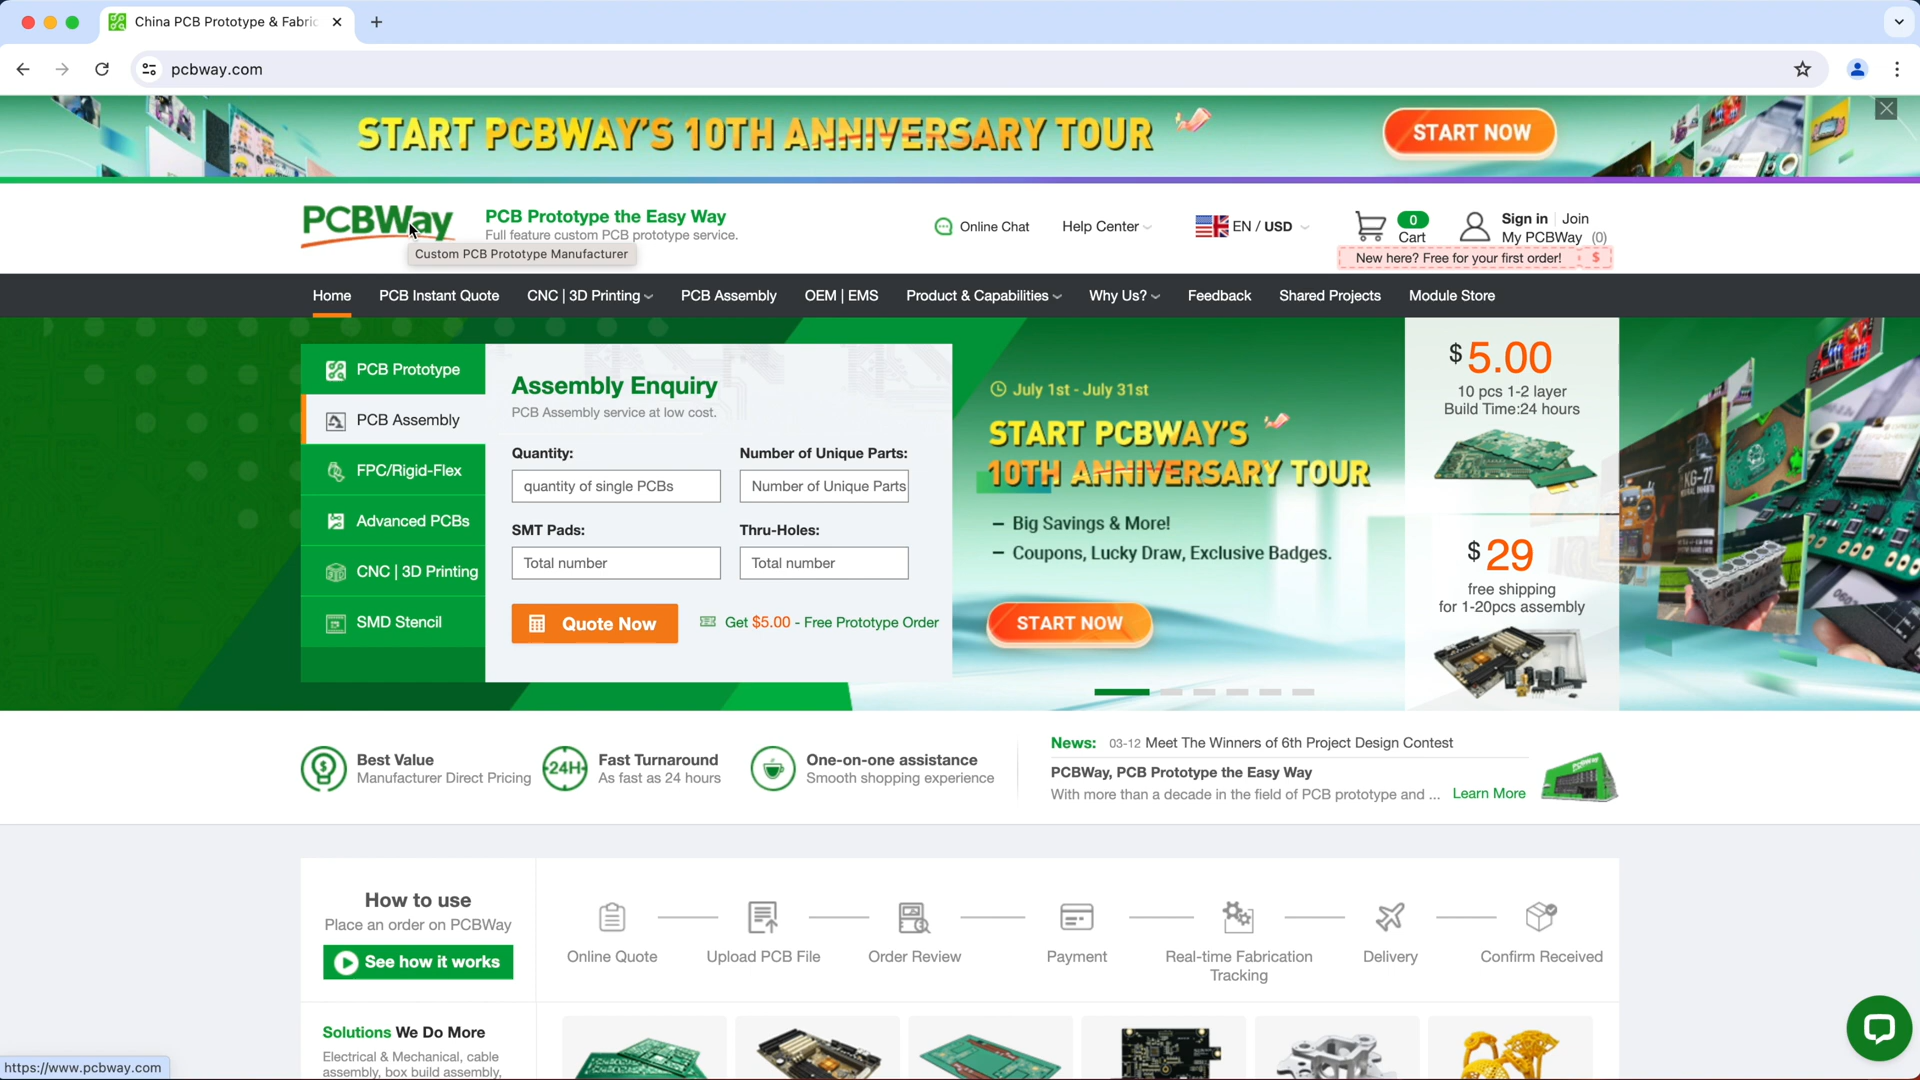 China PCB Prototype & Fabric
pcbway.com
START PCBWAY'S 10TH ANNIVERSARY TOUR
START NOW
PCBWay
PCB Prototype the Easy Way
Full feature custom PCB prototype service.
Custom PCB Prototype Manufacturer
Online Chat
Help Center
EN / USD
0
Cart
Sign in Join
My PCBWay (0)
New here? Free for your first order! $
Home
PCB Instant Quote
CNC | 3D Printing
PCB Assembly
OEM | EMS
Product & Capabilities
Why Us?
Feedback
Shared Projects
Module Store
PCB Prototype
PCB Assembly
FPC/Rigid-Flex
Advanced PCBs
CNC | 3D Printing
SMD Stencil
Assembly Enquiry
PCB Assembly service at low cost.
Quantity:
Number of Unique Parts:
quantity of single PCBs
Number of Unique Parts
SMT Pads:
Thru-Holes:
Total number
Total number
Quote Now
Get $5.00 - Free Prototype Order
July 1st - July 31st
START PCBWAY'S
10TH ANNIVERSARY TOUR
– Big Savings & More!
– Coupons, Lucky Draw, Exclusive Badges.
START NOW
$5.00
10 pcs 1-2 layer
Build Time:24 hours
$29
free shipping
for 1-20pcs assembly
KG-77
Best Value
Manufacturer Direct Pricing
24H
Fast Turnaround
As fast as 24 hours
One-on-one assistance
Smooth shopping experience
News: 03-12 Meet The Winners of 6th Project Design Contest
PCBWay, PCB Prototype the Easy Way
With more than a decade in the field of PCB prototype and ... Learn More
How to use
Place an order on PCBWay
See how it works
Online Quote
Upload PCB File
Order Review
Payment
Real-time Fabrication
Tracking
Delivery
Confirm Received
Solutions We Do More
Electrical & Mechanical, cable
assembly, box build assembly,
https://www.pcbway.com